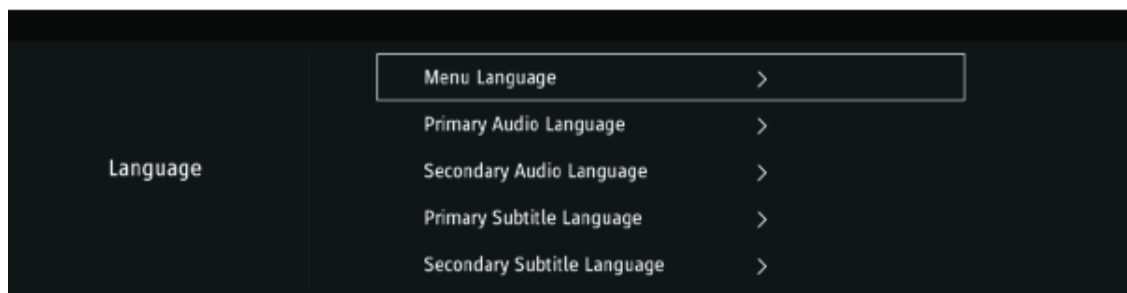 Language
Menu Language >
Primary Audio Language >
Secondary Audio Language >
Primary Subtitle Language >
Secondary Subtitle Language >